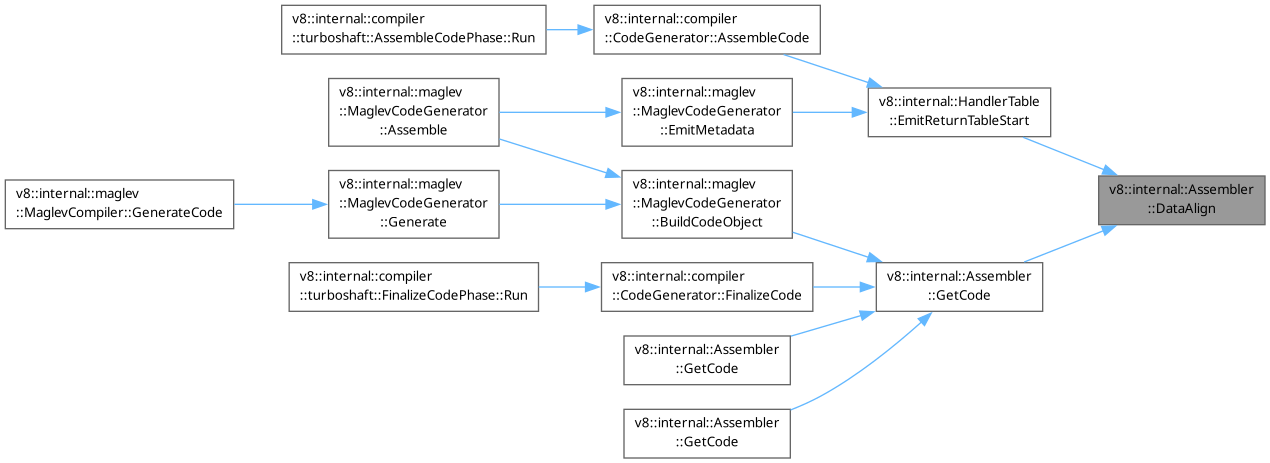 v8::internal::compiler
::turboshaft::AssembleCodePhase::Run
v8::internal::compiler
::CodeGenerator::AssembleCode
v8::internal::maglev
::MaglevCodeGenerator
::Assemble
v8::internal::maglev
::MaglevCodeGenerator
::EmitMetadata
v8::internal::HandlerTable
::EmitReturnTableStart
v8::internal::maglev
::MaglevCompiler::GenerateCode
v8::internal::maglev
::MaglevCodeGenerator
::Generate
v8::internal::maglev
::MaglevCodeGenerator
::BuildCodeObject
v8::internal::Assembler
::DataAlign
v8::internal::compiler
::turboshaft::FinalizeCodePhase::Run
v8::internal::compiler
::CodeGenerator::FinalizeCode
v8::internal::Assembler
::GetCode
v8::internal::Assembler
::GetCode
v8::internal::Assembler
::GetCode